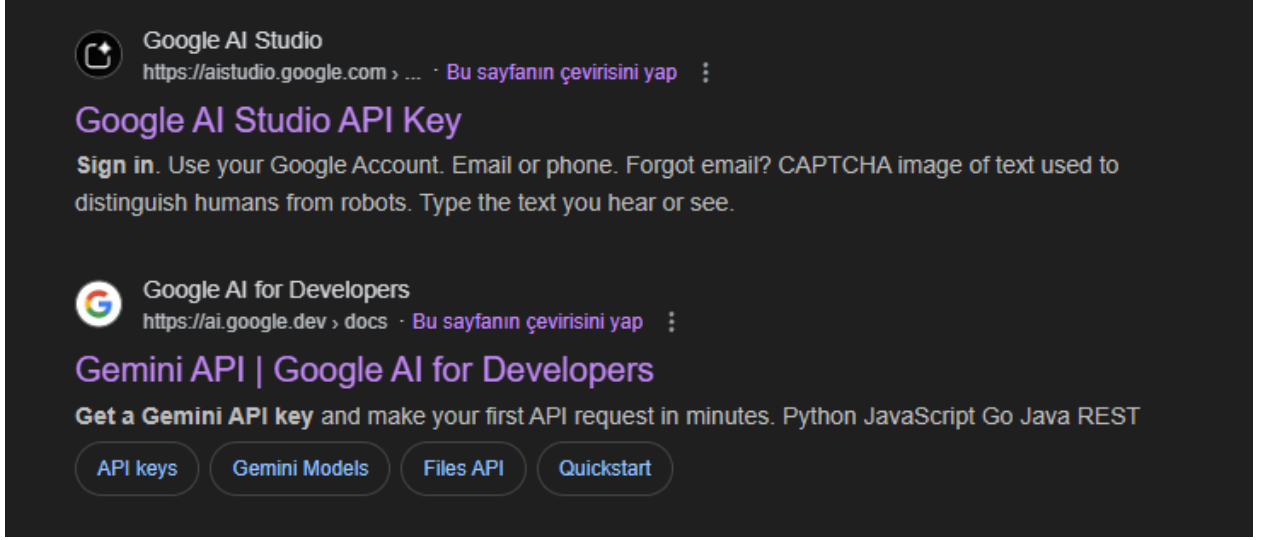 Google AI Studio
https://aistudio.google.com › ... · Bu sayfanın çevirisini yap
Google AI Studio API Key
Sign in. Use your Google Account. Email or phone. Forgot email? CAPTCHA image of text used to
distinguish humans from robots. Type the text you hear or see.
Google AI for Developers
https://ai.google.dev › docs · Bu sayfanın çevirisini yap
Gemini API | Google AI for Developers
Get a Gemini API key and make your first API request in minutes. Python JavaScript Go Java REST
API keys Gemini Models Files API Quickstart